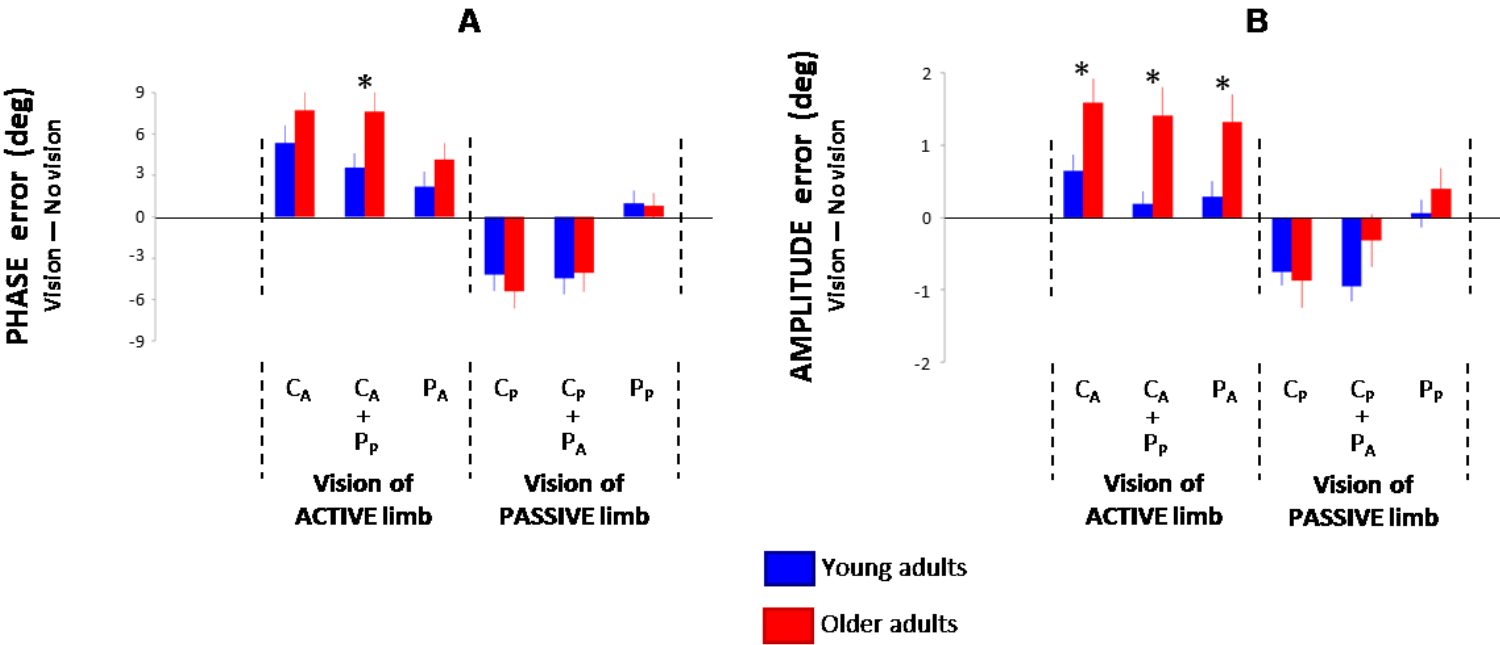 A
B
PHASE error (deg)
Vision — No vision
9
6
3
0
-3
-6
-9
*
C_A
C_A
+
P_P
P_A
C_P
C_P
+
P_A
P_P
Vision of
ACTIVE limb
Vision of
PASSIVE limb
AMPLITUDE error (deg)
Vision — No vision
2
1
0
-1
-2
* * *
C_A
C_A
+
P_P
P_A
C_P
C_P
+
P_A
P_P
Vision of
ACTIVE limb
Vision of
PASSIVE limb
Young adults
Older adults